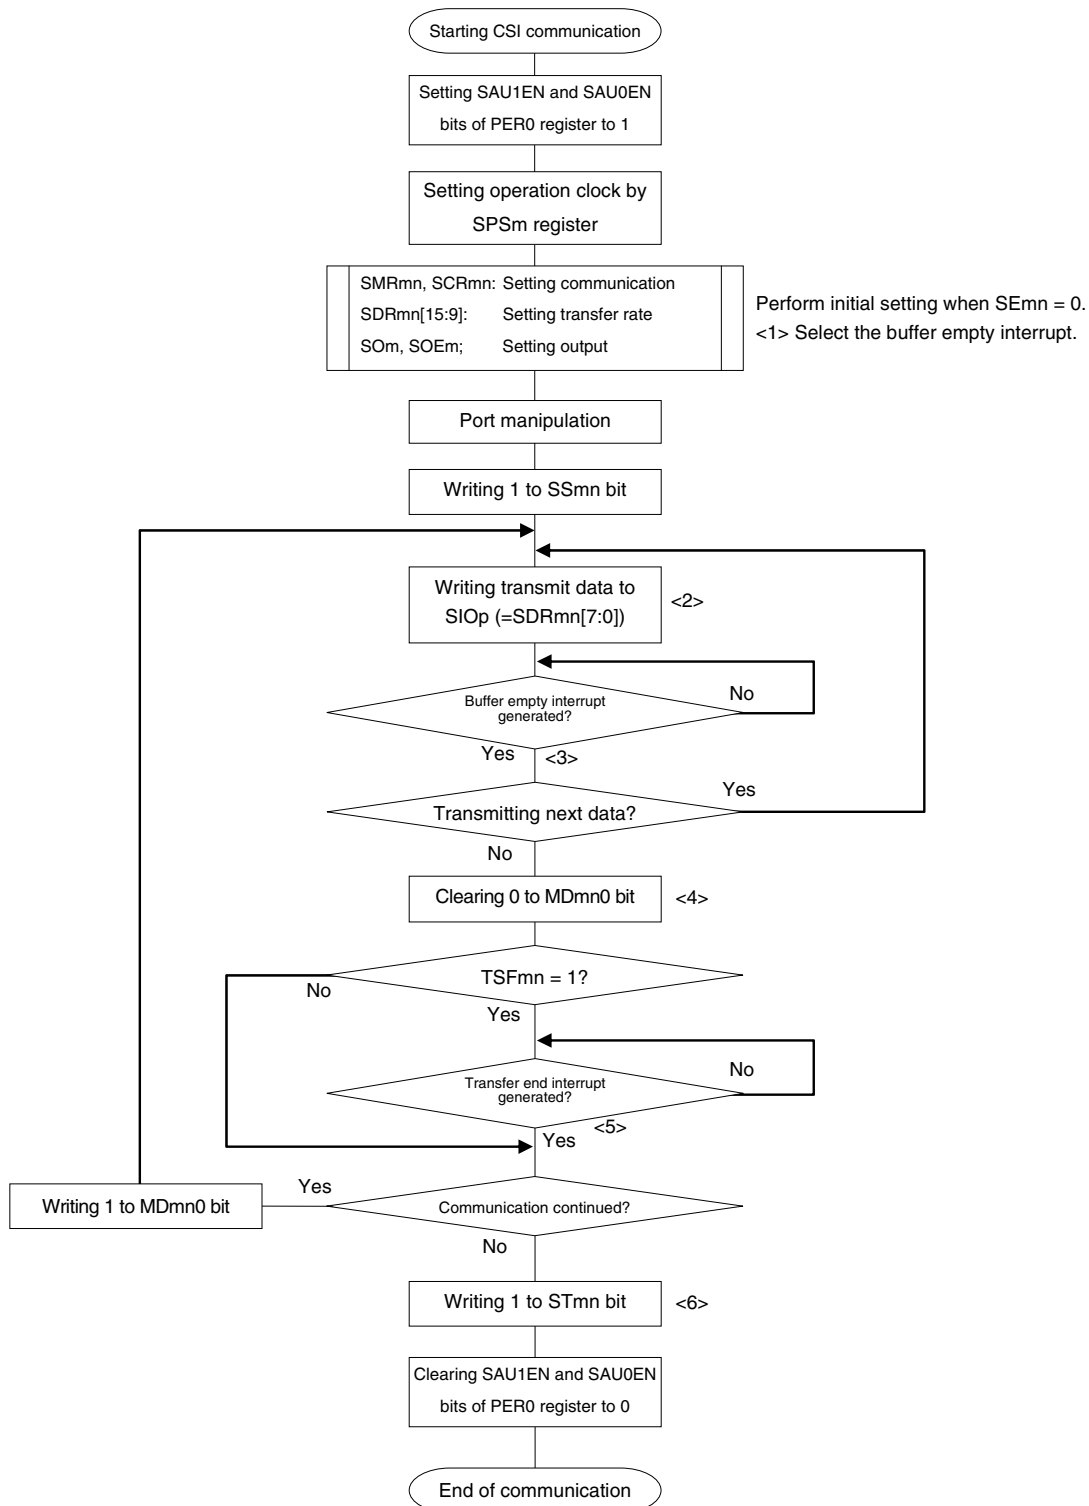 Starting CSI communication
Setting SAU1EN and SAU0EN
bits of PER0 register to 1
Setting operation clock by
SPSm register
SMRmn, SCRmn: Setting communication
SDRmn[15:9]: Setting transfer rate
SOm, SOEm; Setting output
Perform initial setting when SEmn = 0.
<1> Select the buffer empty interrupt.
Port manipulation
Writing 1 to SSmn bit
Writing transmit data to
SIOp (=SDRmn[7:0])
<2>
Buffer empty interrupt
generated?
No
Yes
<3>
Transmitting next data?
Yes
No
Clearing 0 to MDmn0 bit
<4>
TSFmn = 1?
No
Yes
Transfer end interrupt
generated?
No
<5>
Yes
Communication continued?
Yes
Writing 1 to MDmn0 bit
No
Writing 1 to STmn bit
<6>
Clearing SAU1EN and SAU0EN
bits of PER0 register to 0
End of communication